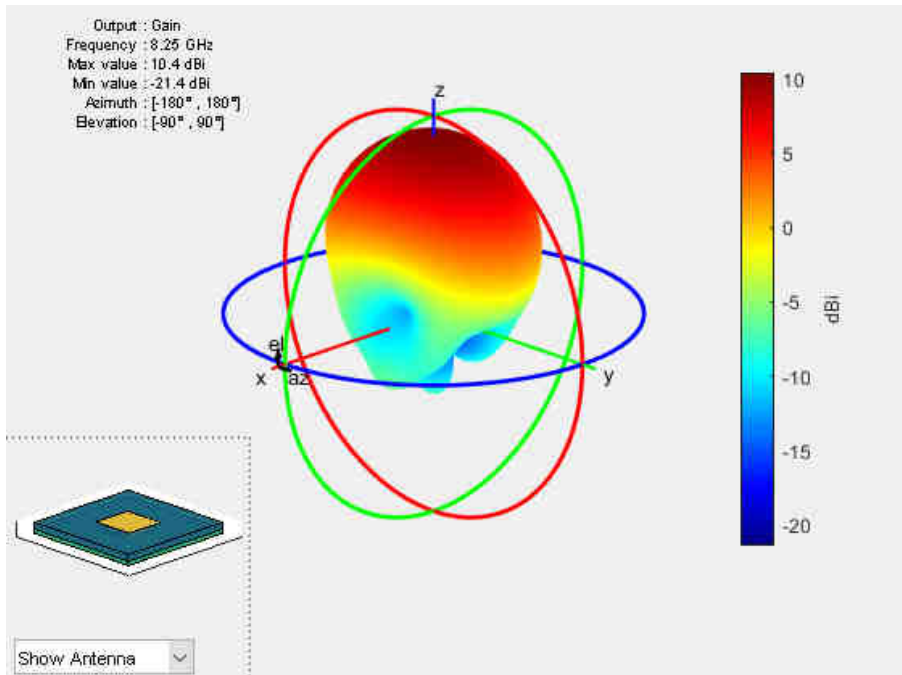 Output : Gain
Frequency : 8.25 GHz
Max value : 10.4 dBi
Min value : -21.4 dBi
Azimuth : [-180° , 180°]
Elevation : [-90° , 90°]
z
10
5
0
-5
-10
-15
-20
dBi
el
x
az
y
Show Antenna